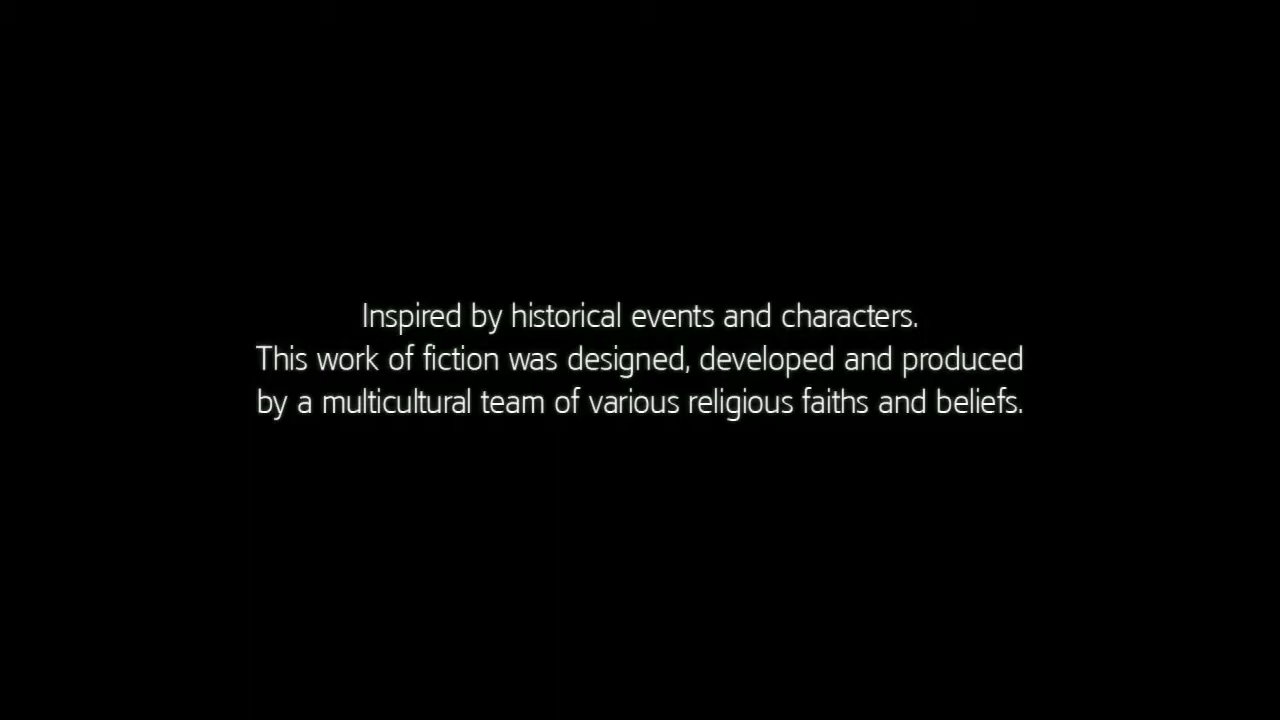 Inspired by historical events and characters.
This work of fiction was designed, developed and produced
by a multicultural team of various religious faiths and beliefs.